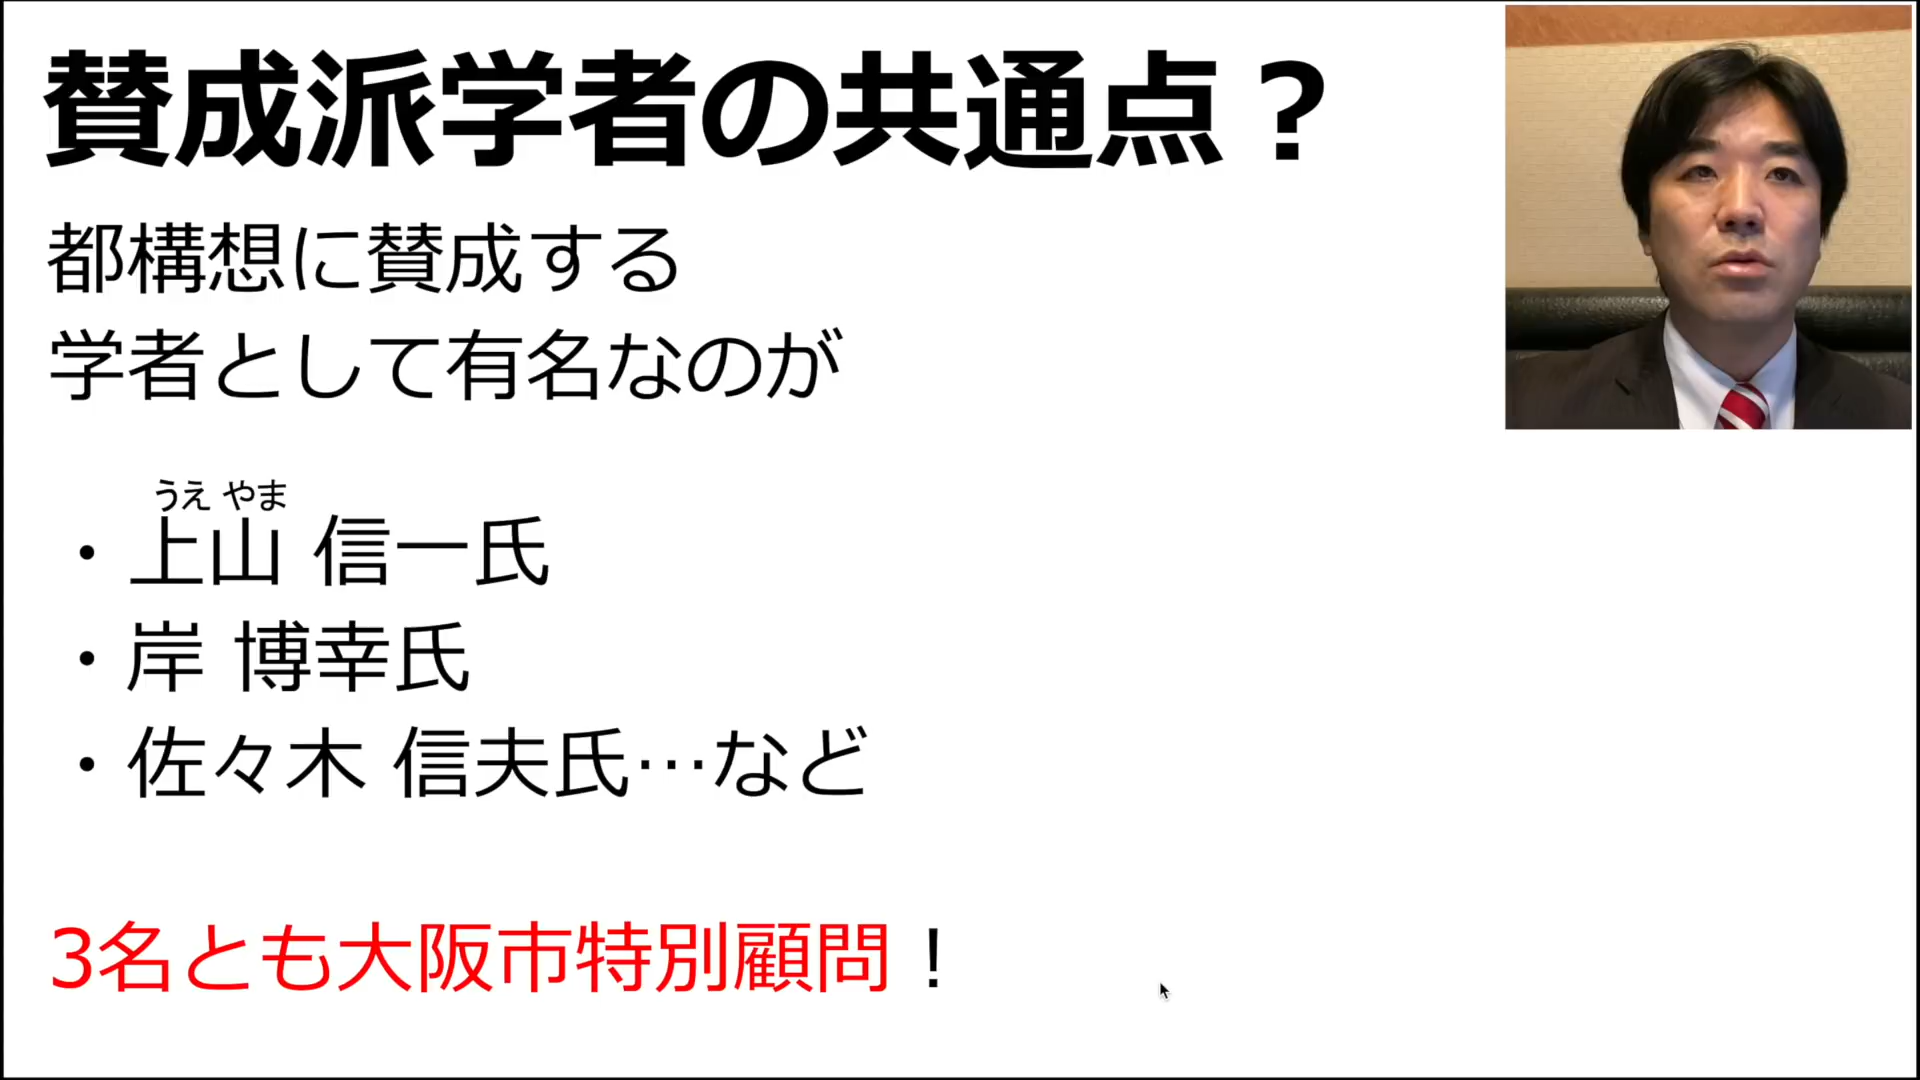 賛成派学者の共通点？
都構想に賛成する
学者として有名なのが
うえ やま
・上山 信一氏
・岸 博幸氏
・佐々木 信夫氏…など
3名とも大阪市特別顧問！